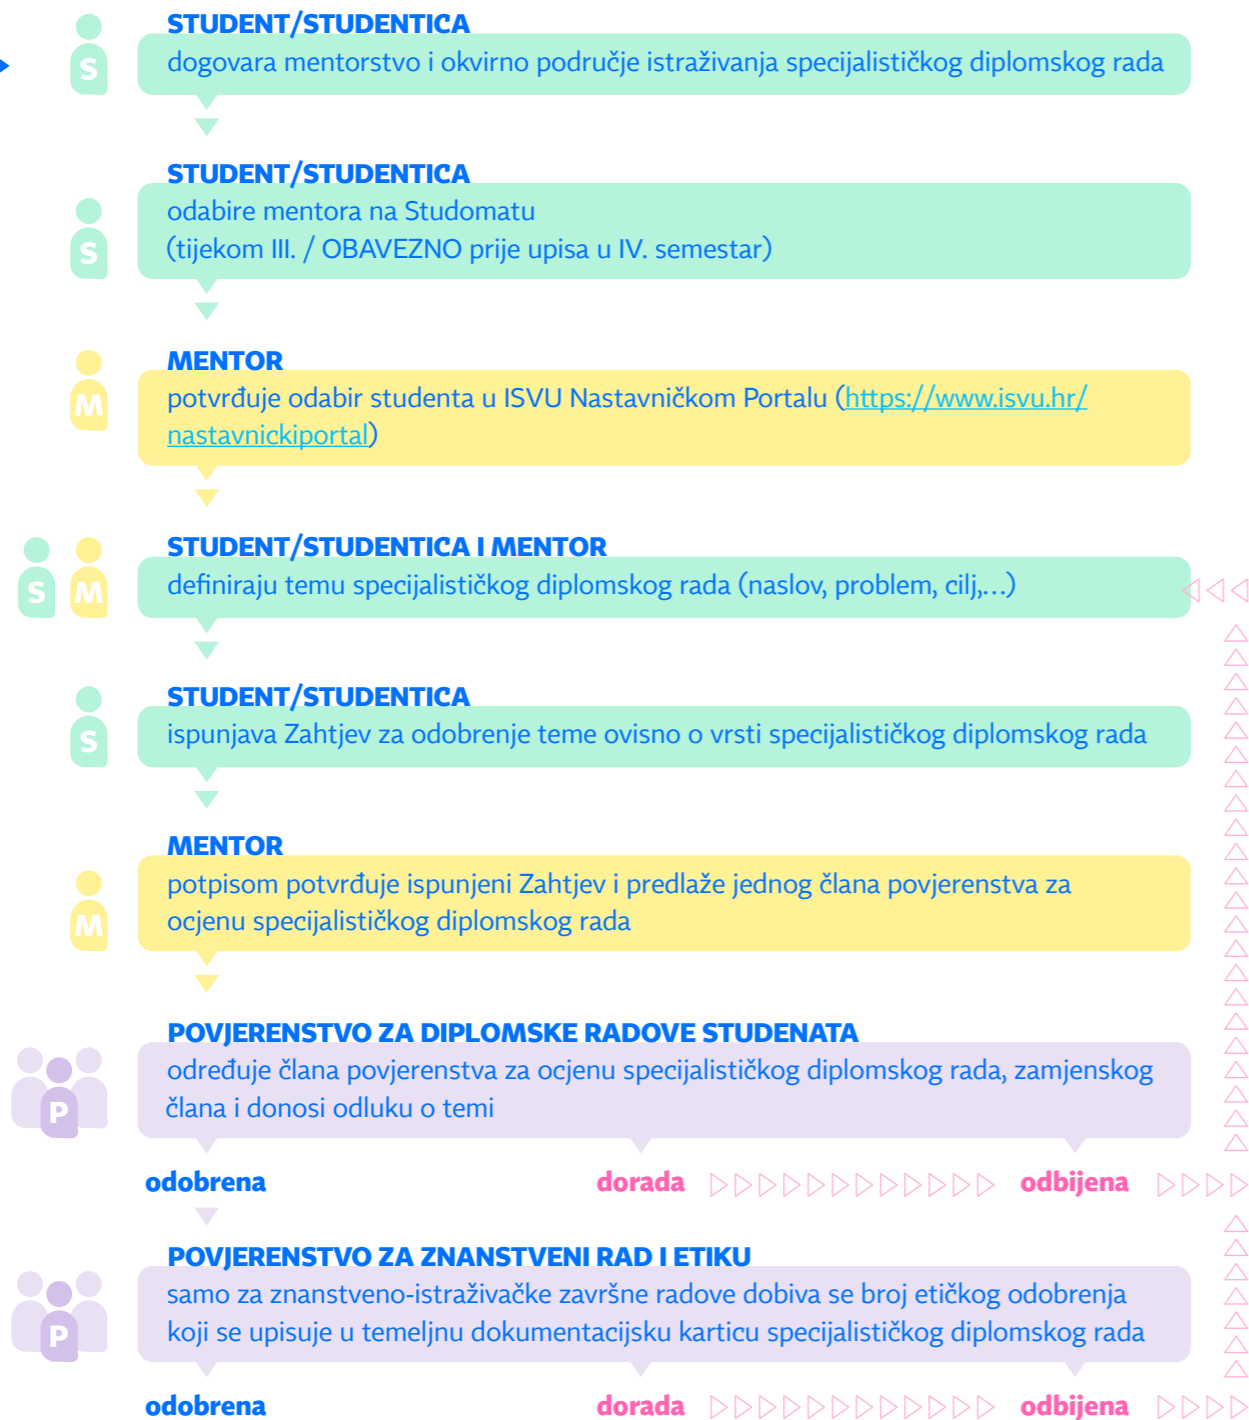 STUDENT/STUDENTICA
S
dogovara mentorstvo i okvirno područje istraživanja specijalističkog diplomskog rada
STUDENT/STUDENTICA
S
odabire mentora na Studomatu
(tijekom III. / OBAVEZNO prije upisa u IV. semestar)
MENTOR
M
potvrđuje odabir studenta u ISVU Nastavničkom Portalu (https://www.isvu.hr/
nastavnickiportal)
STUDENT/STUDENTICA I MENTOR
S M
definiraju temu specijalističkog diplomskog rada (naslov, problem, cilj,…)
STUDENT/STUDENTICA
S
ispunjava Zahtjev za odobrenje teme ovisno o vrsti specijalističkog diplomskog rada
MENTOR
M
potpisom potvrđuje ispunjeni Zahtjev i predlaže jednog člana povjerenstva za
ocjenu specijalističkog diplomskog rada
POVJERENSTVO ZA DIPLOMSKE RADOVE STUDENATA
P
određuje člana povjerenstva za ocjenu specijalističkog diplomskog rada, zamjenskog
člana i donosi odluku o temi
odobrena dorada odbijena
POVJERENSTVO ZA ZNANSTVENI RAD I ETIKU
P
samo za znanstveno-istraživačke završne radove dobiva se broj etičkog odobrenja
koji se upisuje u temeljnu dokumentacijsku karticu specijalističkog diplomskog rada
odobrena dorada odbijena